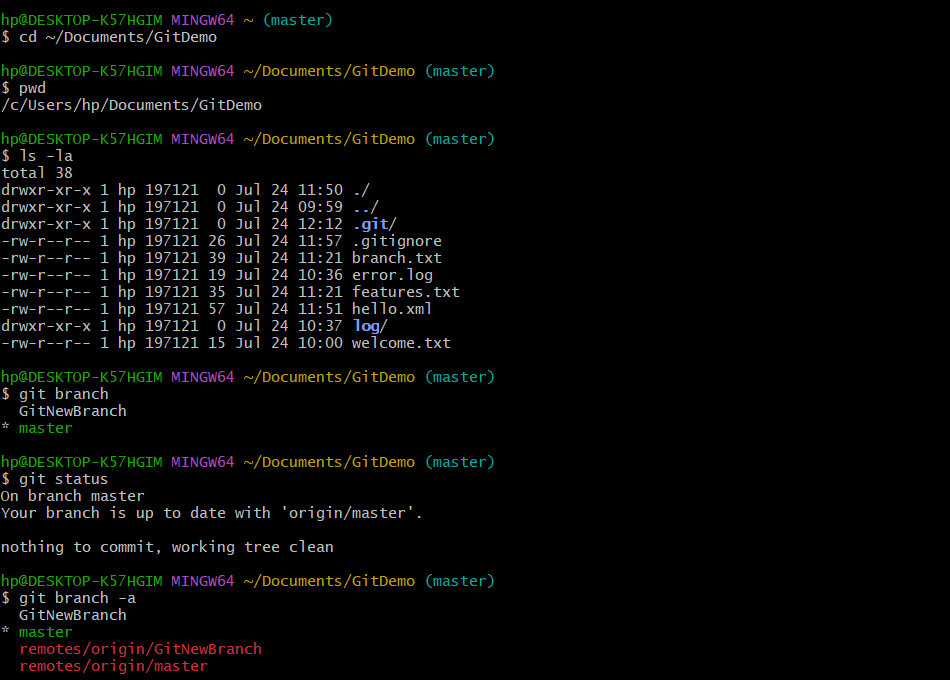 hp@DESKTOP-K57HGIM MINGW64 ~ (master)
$ cd ~/Documents/GitDemo
hp@DESKTOP-K57HGIM MINGW64 ~/Documents/GitDemo (master)
$ pwd
/c/Users/hp/Documents/GitDemo
hp@DESKTOP-K57HGIM MINGW64 ~/Documents/GitDemo (master)
$ ls -la
total 38
drwxr-xr-x 1 hp 197121  0 Jul 24 11:50 ./
drwxr-xr-x 1 hp 197121  0 Jul 24 09:59 ../
drwxr-xr-x 1 hp 197121  0 Jul 24 12:12 .git/
-rw-r--r-- 1 hp 197121 26 Jul 24 11:57 .gitignore
-rw-r--r-- 1 hp 197121 39 Jul 24 11:21 branch.txt
-rw-r--r-- 1 hp 197121 19 Jul 24 10:36 error.log
-rw-r--r-- 1 hp 197121 35 Jul 24 11:21 features.txt
-rw-r--r-- 1 hp 197121 57 Jul 24 11:51 hello.xml
drwxr-xr-x 1 hp 197121  0 Jul 24 10:37 log/
-rw-r--r-- 1 hp 197121 15 Jul 24 10:00 welcome.txt
hp@DESKTOP-K57HGIM MINGW64 ~/Documents/GitDemo (master)
$ git branch
  GitNewBranch
* master
hp@DESKTOP-K57HGIM MINGW64 ~/Documents/GitDemo (master)
$ git status
On branch master
Your branch is up to date with 'origin/master'.
nothing to commit, working tree clean
hp@DESKTOP-K57HGIM MINGW64 ~/Documents/GitDemo (master)
$ git branch -a
  GitNewBranch
* master
  remotes/origin/GitNewBranch
  remotes/origin/master